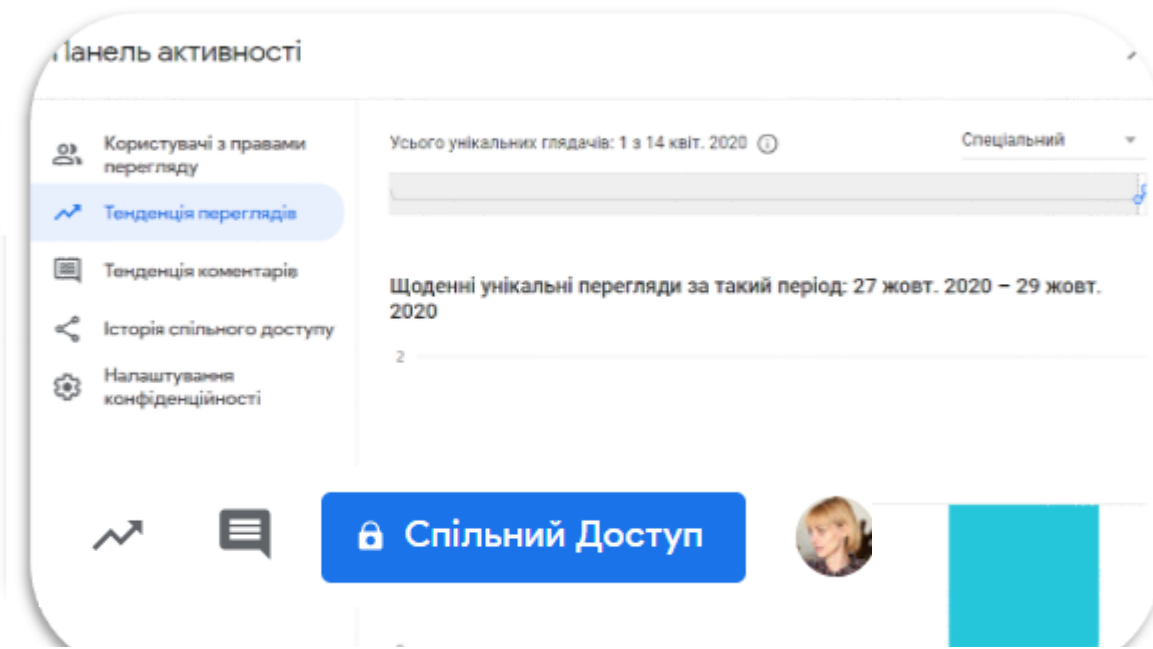 Панель активності
Користувачі з правами
перегляду
Тенденція переглядів
Тенденція коментарів
Історія спільного доступу
Налаштування
конфіденційності
Усього унікальних глядачів: 1 з 14 квіт. 2020
Спеціальний
Щоденні унікальні перегляди за такий період: 27 жовт. 2020 – 29 жовт.
2020
2
Спільний Доступ